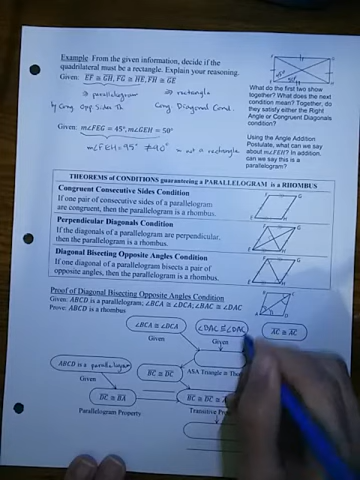 Example From the given information, decide if the
quadrilateral must be a rectangle. Explain your reasoning.
Given: EF ≅ GH, FG ≅ HE, FH ≅ GE
⇒ parallelogram ⇒ rectangle
by Cong Opp Sides Th Cong Diagonal Cond.
What do the first two show
together? What does the next
condition mean? Together, do
they satisfy either the Right
Angle or Congruent Diagonals
condition?
Given: m∠FEG = 45°, m∠GEH = 50°
m∠FEH = 95° ≠ 90° not a rectangle
Using the Angle Addition
Postulate, what can we say
about m∠FEH? In addition,
can we say this is a
parallelogram?
THEOREMS of CONDITIONS guaranteeing a PARALLELOGRAM is a RHOMBUS
Congruent Consecutive Sides Condition
If one pair of consecutive sides of a parallelogram
are congruent, then the parallelogram is a rhombus.
Perpendicular Diagonals Condition
If the diagonals of a parallelogram are perpendicular,
then the parallelogram is a rhombus.
Diagonal Bisecting Opposite Angles Condition
If one diagonal of a parallelogram bisects a pair of
opposite angles, then the parallelogram is a rhombus.
Proof of Diagonal Bisecting Opposite Angles Condition
Given: ABCD is a parallelogram; ∠BCA ≅ ∠DCA; ∠BAC ≅ ∠DAC
Prove: ABCD is a rhombus
∠BCA ≅ ∠DCA
Given
∠DAC ≅ ∠DAC
Given
AC ≅ AC
ABCD is a parallelogram
Given
BC ≅ DC
ASA Triangle ≅
DC ≅ BA
Parallelogram Property
BC ≅ DC ≅
Transitive